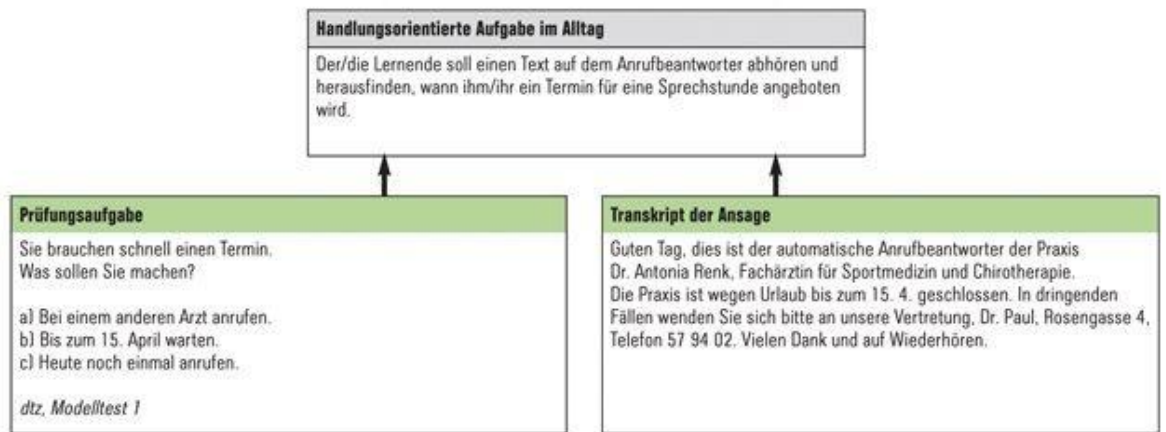 Handlungsorientierte Aufgabe im Alltag
Der/die Lernende soll einen Text auf dem Anrufbeantworter abhören und
herausfinden, wann ihm/ihr ein Termin für eine Sprechstunde angeboten
wird.
Prüfungsaufgabe
Sie brauchen schnell einen Termin.
Was sollen Sie machen?
a) Bei einem anderen Arzt anrufen.
b) Bis zum 15. April warten.
c) Heute noch einmal anrufen.
dtz, Modelltest 1
Transkript der Ansage
Guten Tag, dies ist der automatische Anrufbeantworter der Praxis
Dr. Antonia Renk, Fachärztin für Sportmedizin und Chirotherapie.
Die Praxis ist wegen Urlaub bis zum 15. 4. geschlossen. In dringenden
Fällen wenden Sie sich bitte an unsere Vertretung, Dr. Paul, Rosengasse 4,
Telefon 57 94 02. Vielen Dank und auf Wiederhören.